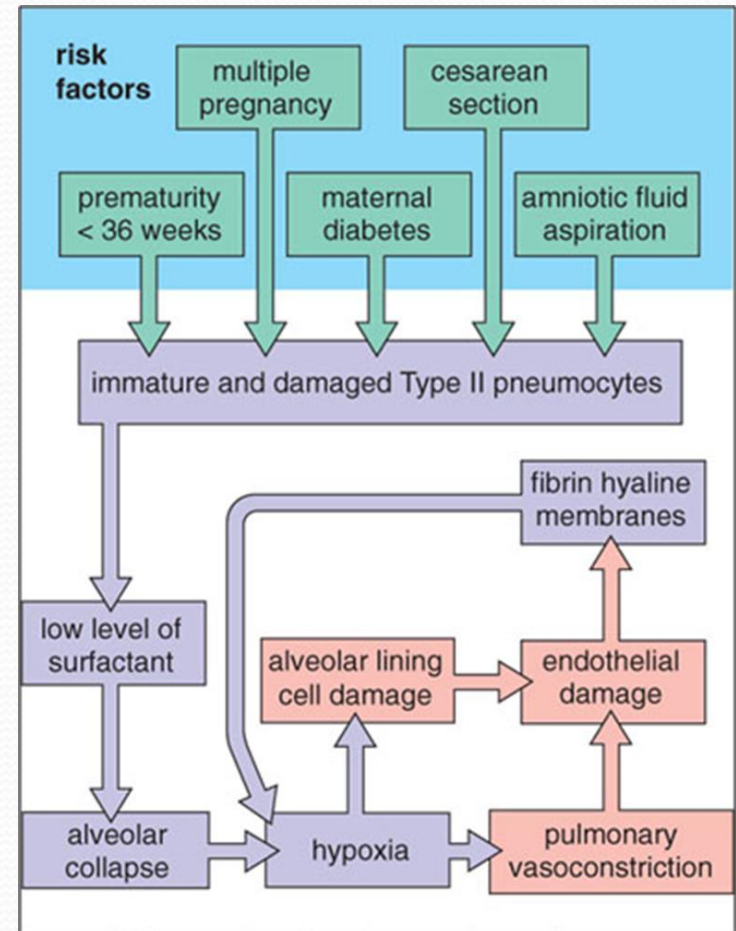 risk
factors
multiple
pregnancy
cesarean
section
prematurity
< 36 weeks
maternal
diabetes
amniotic fluid
aspiration
immature and damaged Type II pneumocytes
fibrin hyaline
membranes
low level of
surfactant
alveolar lining
cell damage
endothelial
damage
alveolar
collapse
hypoxia
pulmonary
vasoconstriction